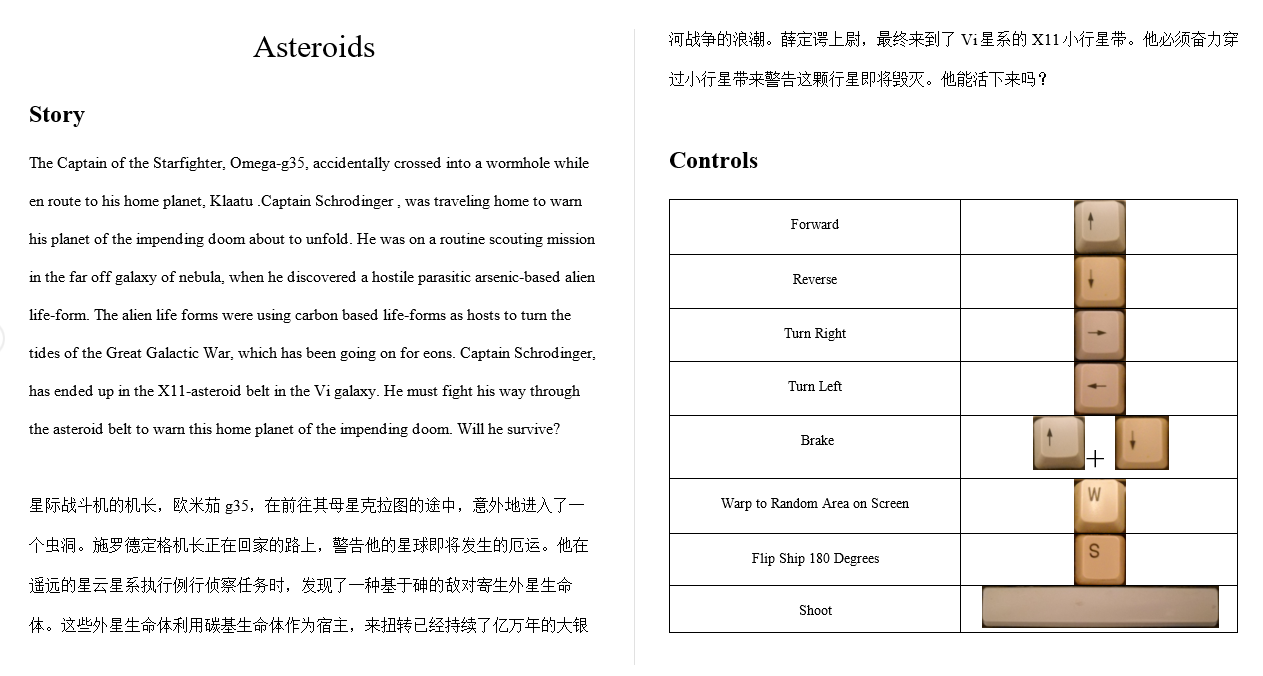 Asteroids
Story
The Captain of the Starfighter, Omega-g35, accidentally crossed into a wormhole while
en route to his home planet, Klaatu .Captain Schrodinger , was traveling home to warn
his planet of the impending doom about to unfold. He was on a routine scouting mission
in the far off galaxy of nebula, when he discovered a hostile parasitic arsenic-based alien
life-form. The alien life forms were using carbon based life-forms as hosts to turn the
tides of the Great Galactic War, which has been going on for eons. Captain Schrodinger,
has ended up in the X11-asteroid belt in the Vi galaxy. He must fight his way through
the asteroid belt to warn this home planet of the impending doom. Will he survive?
星际战斗机的机长，欧米茄 g35，在前往其母星克拉图的途中，意外地进入了一
个虫洞。施罗德定格机长正在回家的路上，警告他的星球即将发生的厄运。他在
遥远的星云星系执行例行侦察任务时，发现了一种基于砷的敌对寄生外星生命
体。这些外星生命体利用碳基生命体作为宿主，来扭转已经持续了亿万年的大银
河战争的浪潮。薛定谔上尉，最终来到了 Vi 星系的 X11 小行星带。他必须奋力穿
过小行星带来警告这颗行星即将毁灭。他能活下来吗？
Controls
Forward ↑
Reverse ↓
Turn Right →
Turn Left ←
Brake ↑ + ↓
Warp to Random Area on Screen W
Flip Ship 180 Degrees S
Shoot